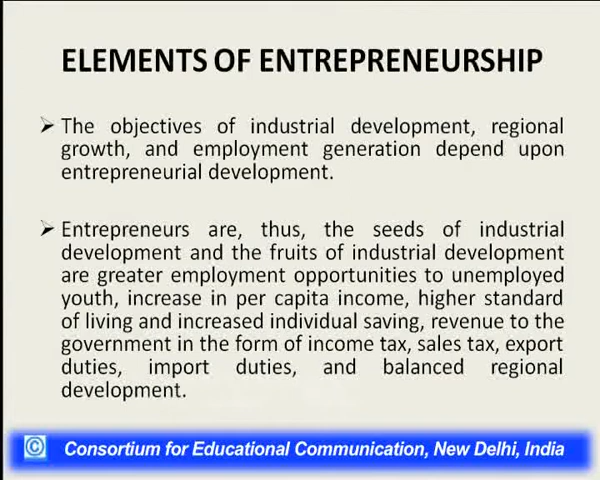 ELEMENTS OF ENTREPRENEURSHIP
➤ The objectives of industrial development, regional
growth, and employment generation depend upon
entrepreneurial development.
➤ Entrepreneurs are, thus, the seeds of industrial
development and the fruits of industrial development
are greater employment opportunities to unemployed
youth, increase in per capita income, higher standard
of living and increased individual saving, revenue to the
government in the form of income tax, sales tax, export
duties, import duties, and balanced regional
development.
© Consortium for Educational Communication, New Delhi, India